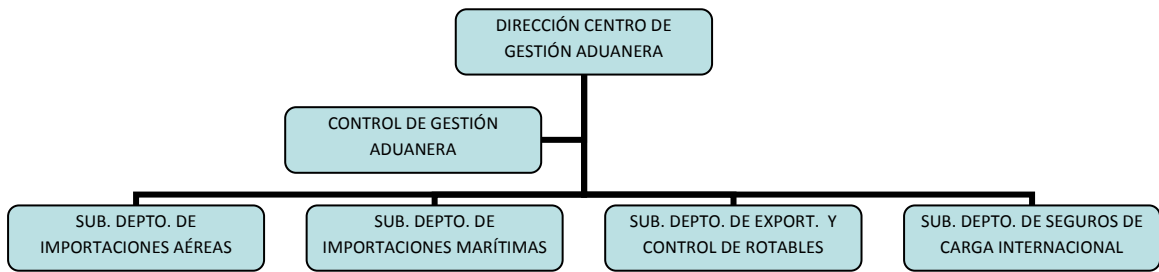 DIRECCIÓN CENTRO DE
GESTIÓN ADUANERA
CONTROL DE GESTIÓN
ADUANERA
SUB. DEPTO. DE
IMPORTACIONES AÉREAS
SUB. DEPTO. DE
IMPORTACIONES MARÍTIMAS
SUB. DEPTO. DE EXPORT. Y
CONTROL DE ROTABLES
SUB. DEPTO. DE SEGUROS DE
CARGA INTERNACIONAL